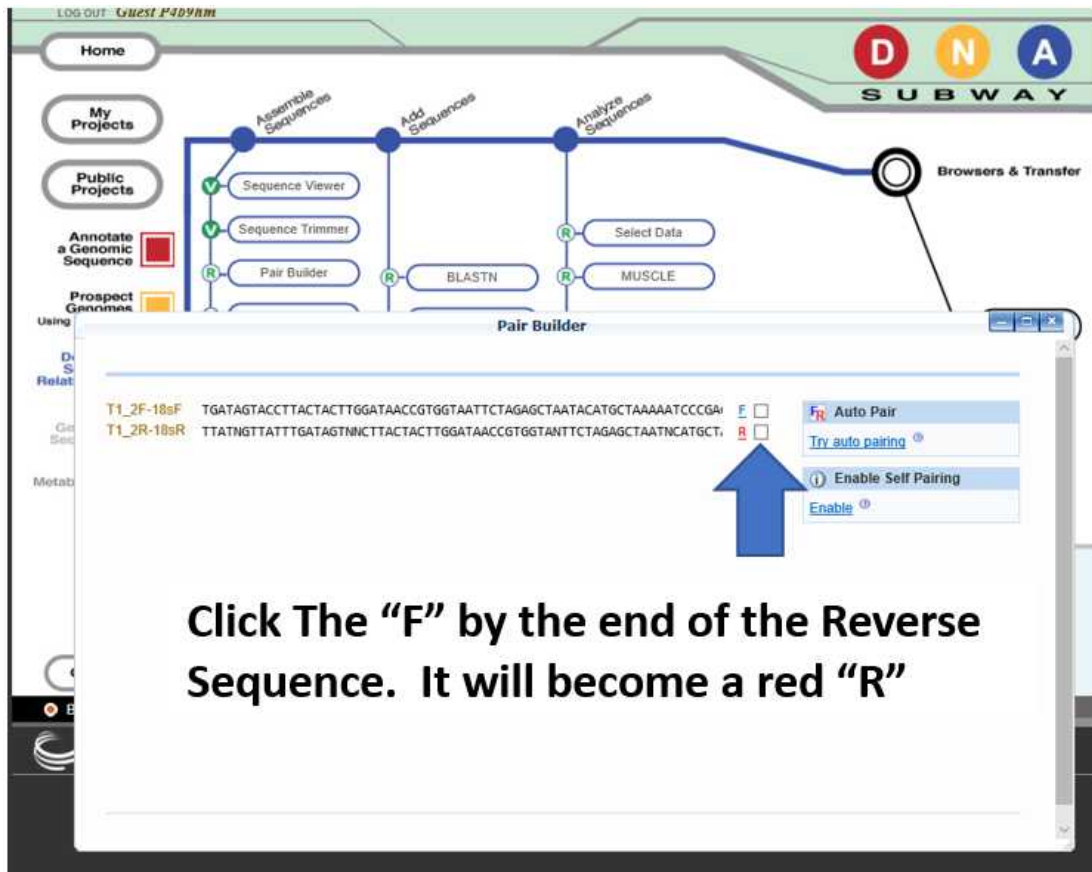 LOG OUT Guest P4b9hm
Home
D N A
SUBWAY
My
Projects
Public
Projects
Annotate
a Genomic
Sequence
Prospect
Genomes
Using
Assemble
Sequences
Add
Sequences
Analyze
Sequences
Browsers & Transfer
V Sequence Viewer
V Sequence Trimmer
R Pair Builder
R BLASTN
R Select Data
R MUSCLE
Relat
Metab
Pair Builder
T1_2F-18sF TGATAGTACCTTACTACTTGGATAACCGTGGTAATTCTAGAGCTAATACATGCTAAAAATCCCGA F
T1_2R-18sR TTATNGTTATTTGATAGTNNCTTACTACTTGGATAACCGTGGTANTTCTAGAGCTAATNCATGCT R
FR Auto Pair
Try auto pairing
i Enable Self Pairing
Enable
Click The “F” by the end of the Reverse
Sequence. It will become a red “R”